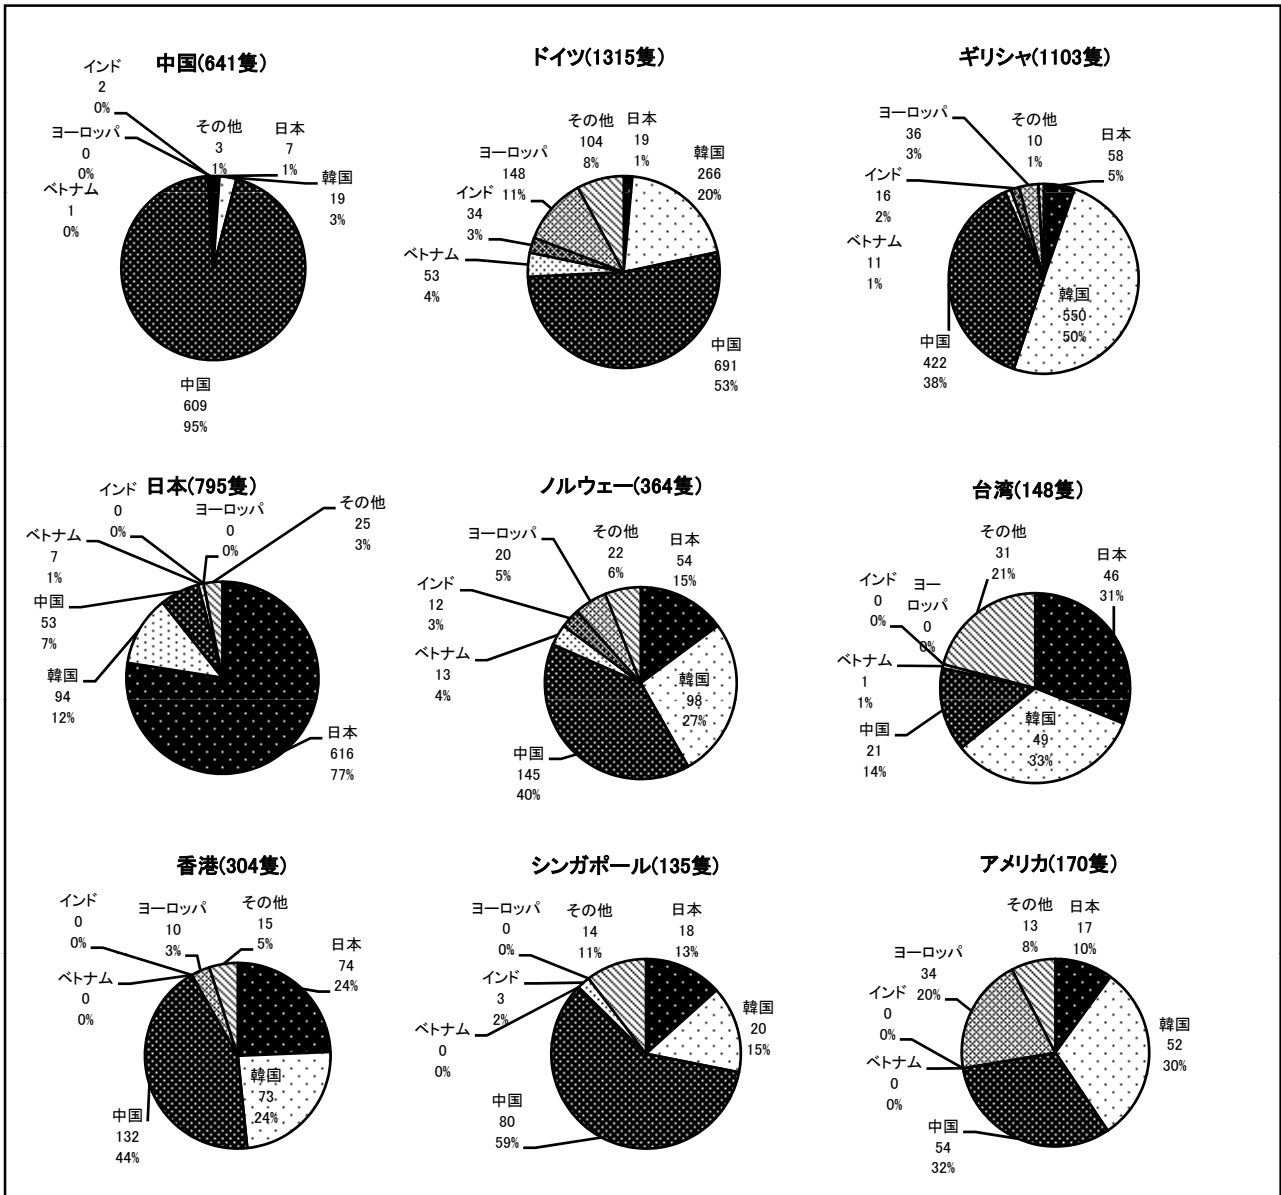 中国(641隻)
インド
2
0%
ヨーロッパ
0
0%
ベトナム
1
0%
その他
3
1%
日本
7
1%
韓国
19
3%
中国
609
95%
ドイツ(1315隻)
その他
104
8%
日本
19
1%
ヨーロッパ
148
11%
韓国
266
20%
インド
34
3%
ベトナム
53
4%
中国
691
53%
ギリシャ(1103隻)
ヨーロッパ
36
3%
その他
10
1%
日本
58
5%
インド
16
2%
ベトナム
11
1%
韓国
550
50%
中国
422
38%
日本(795隻)
インド
0
0%
ヨーロッパ
0
0%
その他
25
3%
ベトナム
7
1%
中国
53
7%
韓国
94
12%
日本
616
77%
ノルウェー(364隻)
ヨーロッパ
20
5%
その他
22
6%
日本
54
15%
インド
12
3%
ベトナム
13
4%
韓国
98
27%
中国
145
40%
台湾(148隻)
その他
31
21%
日本
46
31%
インド
0
0%
ヨー
ロッパ
0
0%
ベトナム
1
1%
中国
21
14%
韓国
49
33%
香港(304隻)
インド
0
0%
ヨーロッパ
10
3%
その他
15
5%
日本
74
24%
ベトナム
0
0%
韓国
73
24%
中国
132
44%
シンガポール(135隻)
ヨーロッパ
0
0%
その他
14
11%
日本
18
13%
インド
3
2%
ベトナム
0
0%
韓国
20
15%
中国
80
59%
アメリカ(170隻)
その他
13
8%
日本
17
10%
ヨーロッパ
34
20%
インド
0
0%
ベトナム
0
0%
韓国
52
30%
中国
54
32%